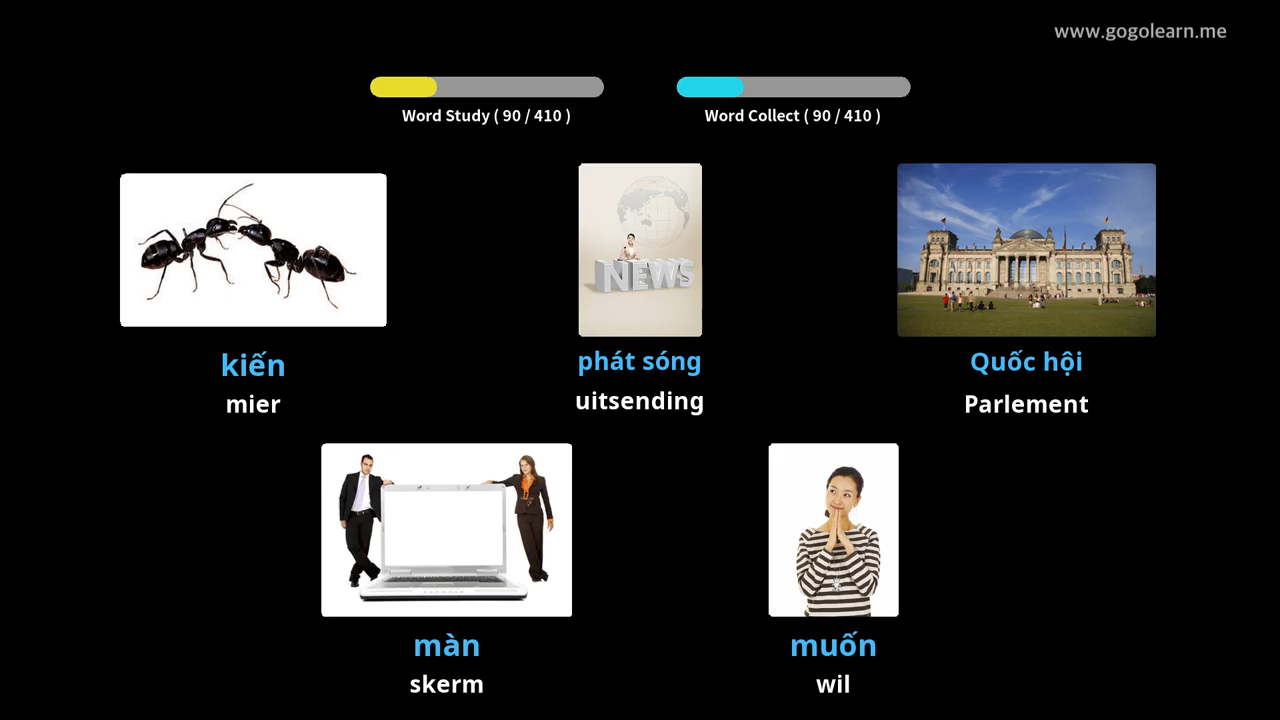 www.gogolearn.me
Word Study ( 90 / 410 )
Word Collect ( 90 / 410 )
NEWS
kiến
mier
phát sóng
uitsending
Quốc hội
Parlement
màn
skerm
muốn
wil